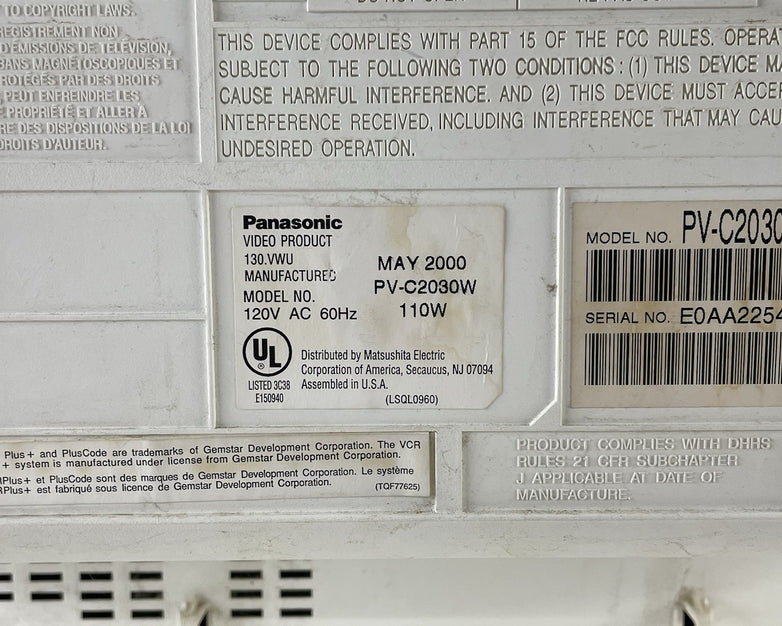 TO COPYRIGHT LAWS.
REGISTREMENT NON
D'ÉMISSIONS DE TÉLÉVISION,
BANS MAGNÉTOSCOPIQUES ET
PROTÉGÉS PAR DES DROITS
, PEUT ENFREINDRE LES
E PROPRIÉTÉ ET ALLER À
RE DES DISPOSITIONS DE LA LOI
DROITS D'AUTEUR.
THIS DEVICE COMPLIES WITH PART 15 OF THE FCC RULES. OPERAT
SUBJECT TO THE FOLLOWING TWO CONDITIONS : (1) THIS DEVICE MA
CAUSE HARMFUL INTERFERENCE. AND (2) THIS DEVICE MUST ACCEP
INTERFERENCE RECEIVED, INCLUDING INTERFERENCE THAT MAY CAU
UNDESIRED OPERATION.
Panasonic
VIDEO PRODUCT
130.VWU
MANUFACTURED MAY 2000
MODEL NO. PV-C2030W
120V AC 60Hz 110W
UL
®
LISTED 3C38
E150940
Distributed by Matsushita Electric
Corporation of America, Secaucus, NJ 07094
Assembled in U.S.A.
(LSQL0960)
MODEL NO. PV-C2030
SERIAL NO. E0AA2254
Plus+ and PlusCode are trademarks of Gemstar Development Corporation. The VCR
+ system is manufactured under license from Gemstar Development Corporation.
RPlus+ et PlusCode sont des marques de Gemstar Development Corporation. Le système
RPlus+ est fabriqué sous licence de Gemstar Development Corporation.
(TQF77625)
PRODUCT COMPLIES WITH DHHS
RULES 21 CFR SUBCHAPTER
J APPLICABLE AT DATE OF
MANUFACTURE.